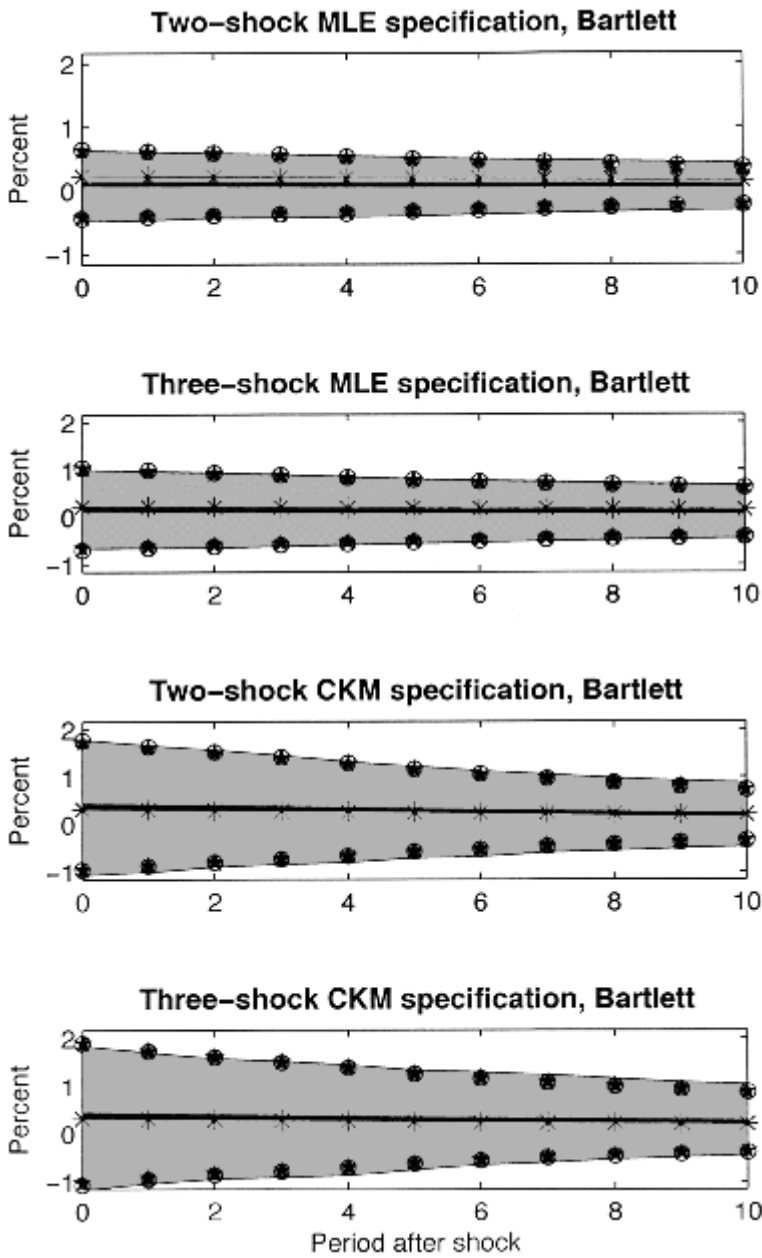 Two-shock MLE specification, Bartlett
2
1
0
-1
Percent
0 2 4 6 8 10
Three-shock MLE specification, Bartlett
2
1
0
-1
Percent
0 2 4 6 8 10
Two-shock CKM specification, Bartlett
2
1
0
-1
Percent
0 2 4 6 8 10
Three-shock CKM specification, Bartlett
2
1
0
-1
Percent
0 2 4 6 8 10
Period after shock